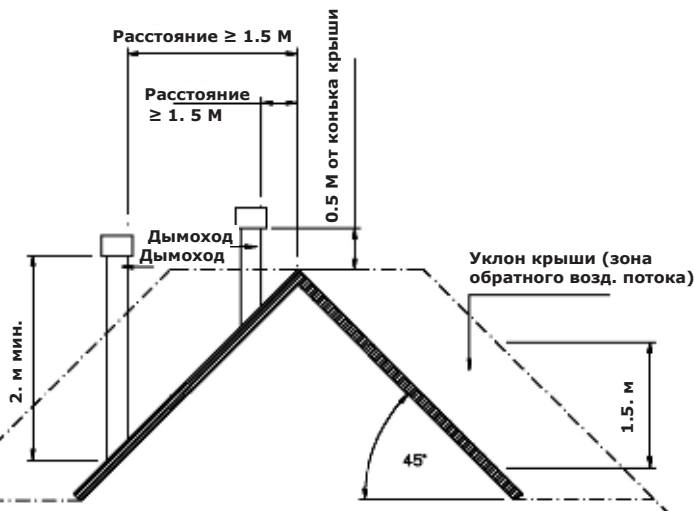 Расстояние ≥ 1.5 М
Расстояние
≥ 1. 5 М
0.5 М от конька крыши
Дымоход
Дымоход
Уклон крыши (зона
обратного возд. потока)
2. м мин.
1.5. м
45°